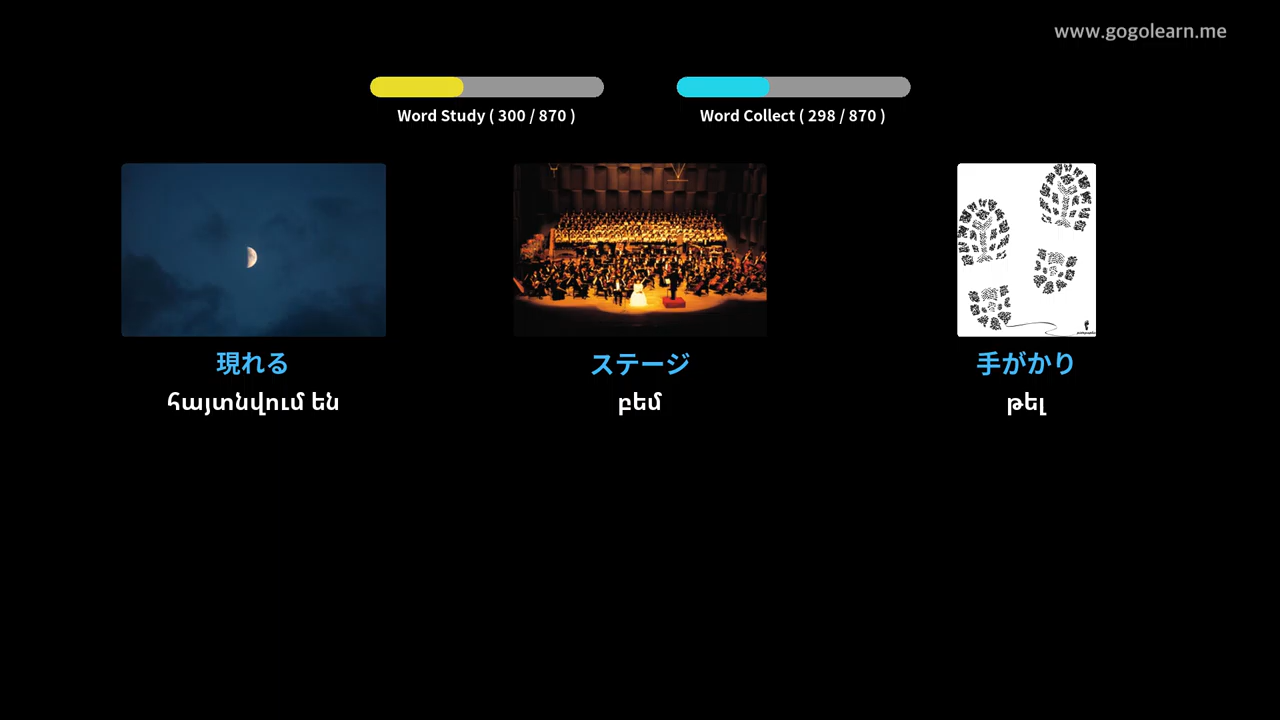 www.gogolearn.me
Word Study ( 300 / 870 )
Word Collect ( 298 / 870 )
現れる
ステージ
手がかり
հայտնվում են
բեմ
թել